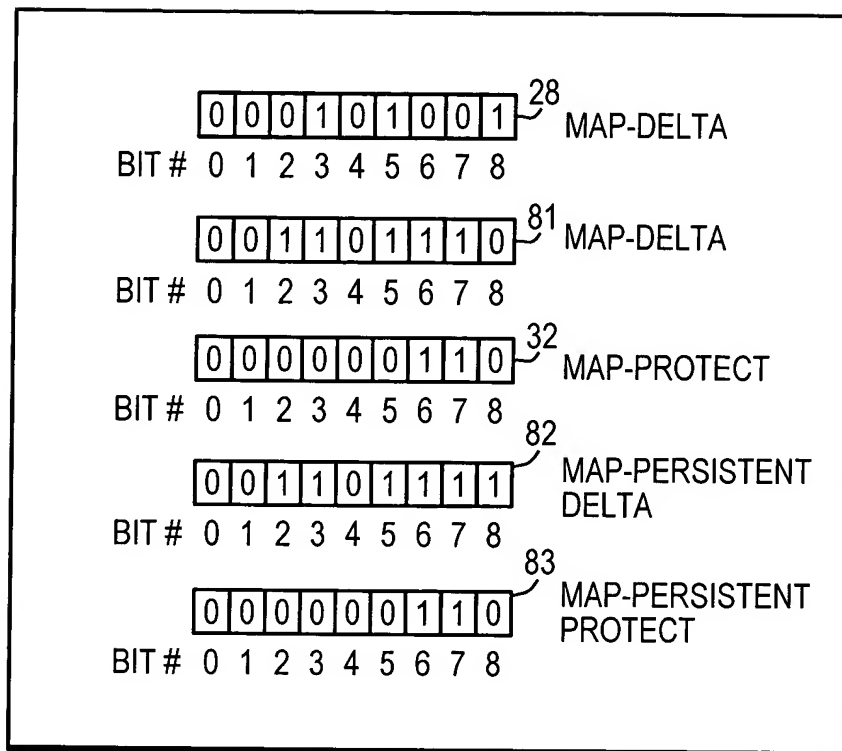 0 0 0 1 0 1 0 0 1 28 MAP-DELTA
BIT # 0 1 2 3 4 5 6 7 8
0 0 1 1 0 1 1 1 0 81 MAP-DELTA
BIT # 0 1 2 3 4 5 6 7 8
0 0 0 0 0 0 1 1 0 32 MAP-PROTECT
BIT # 0 1 2 3 4 5 6 7 8
0 0 1 1 0 1 1 1 1 82 MAP-PERSISTENT
DELTA
BIT # 0 1 2 3 4 5 6 7 8
0 0 0 0 0 0 1 1 0 83 MAP-PERSISTENT
PROTECT
BIT # 0 1 2 3 4 5 6 7 8